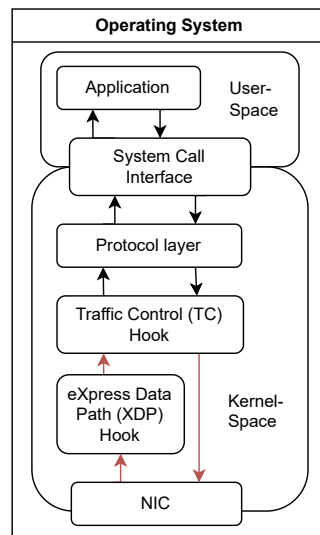 Operating System
Application
User-
Space
System Call
Interface
Protocol layer
Traffic Control (TC)
Hook
eXpress Data
Path (XDP)
Hook
Kernel-
Space
NIC